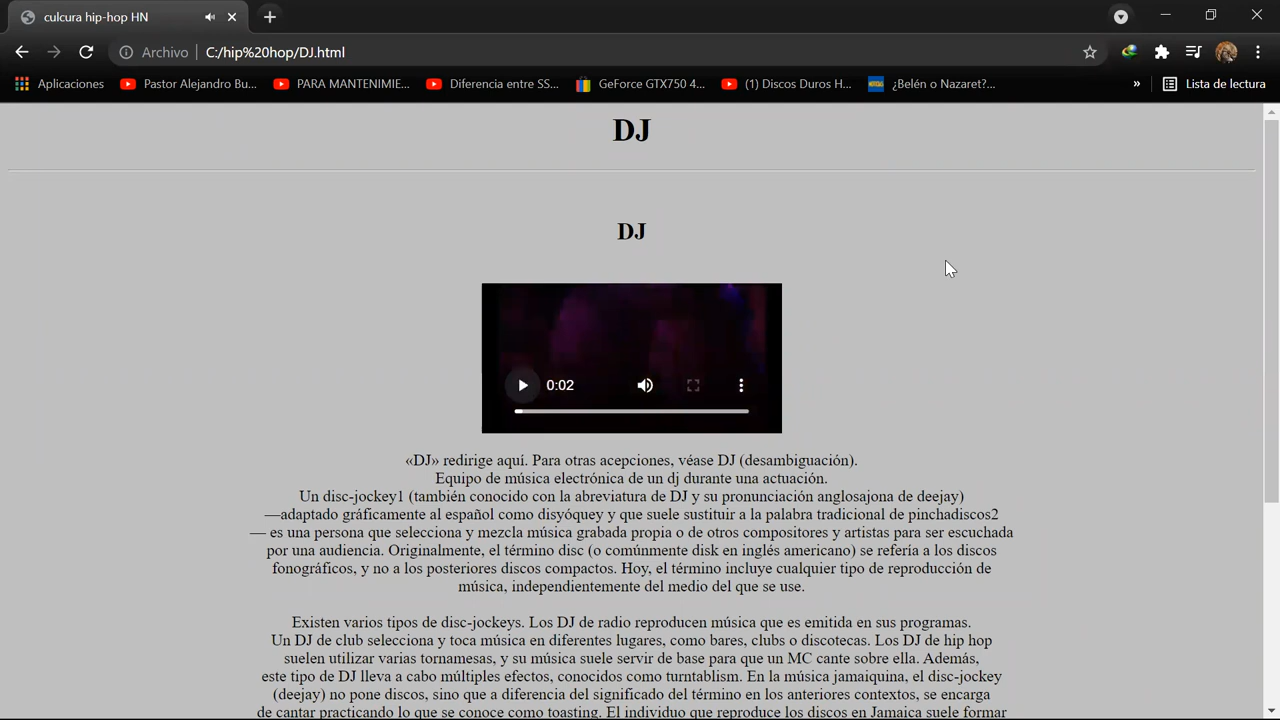 culcura hip-hop HN
Archivo C:/hip%20hop/DJ.html
Aplicaciones Pastor Alejandro Bu... PARA MANTENIMIE... Diferencia entre SS... GeForce GTX750 4... (1) Discos Duros H... ¿Belén o Nazaret?... » Lista de lectura
DJ
DJ
0:02
«DJ» redirige aquí. Para otras acepciones, véase DJ (desambiguación).
Equipo de música electrónica de un dj durante una actuación.
Un disc-jockey1 (también conocido con la abreviatura de DJ y su pronunciación anglosajona de deejay)
—adaptado gráficamente al español como disyóquey y que suele sustituir a la palabra tradicional de pinchadiscos2
— es una persona que selecciona y mezcla música grabada propia o de otros compositores y artistas para ser escuchada
por una audiencia. Originalmente, el término disc (o comúnmente disk en inglés americano) se refería a los discos
fonográficos, y no a los posteriores discos compactos. Hoy, el término incluye cualquier tipo de reproducción de
música, independientemente del medio del que se use.
Existen varios tipos de disc-jockeys. Los DJ de radio reproducen música que es emitida en sus programas.
Un DJ de club selecciona y toca música en diferentes lugares, como bares, clubs o discotecas. Los DJ de hip hop
suelen utilizar varias tornamesas, y su música suele servir de base para que un MC cante sobre ella. Además,
este tipo de DJ lleva a cabo múltiples efectos, conocidos como turntablism. En la música jamaiquina, el disc-jockey
(deejay) no pone discos, sino que a diferencia del significado del término en los anteriores contextos, se encarga
de cantar practicando lo que se conoce como toasting. El individuo que reproduce los discos en Jamaica suele formar